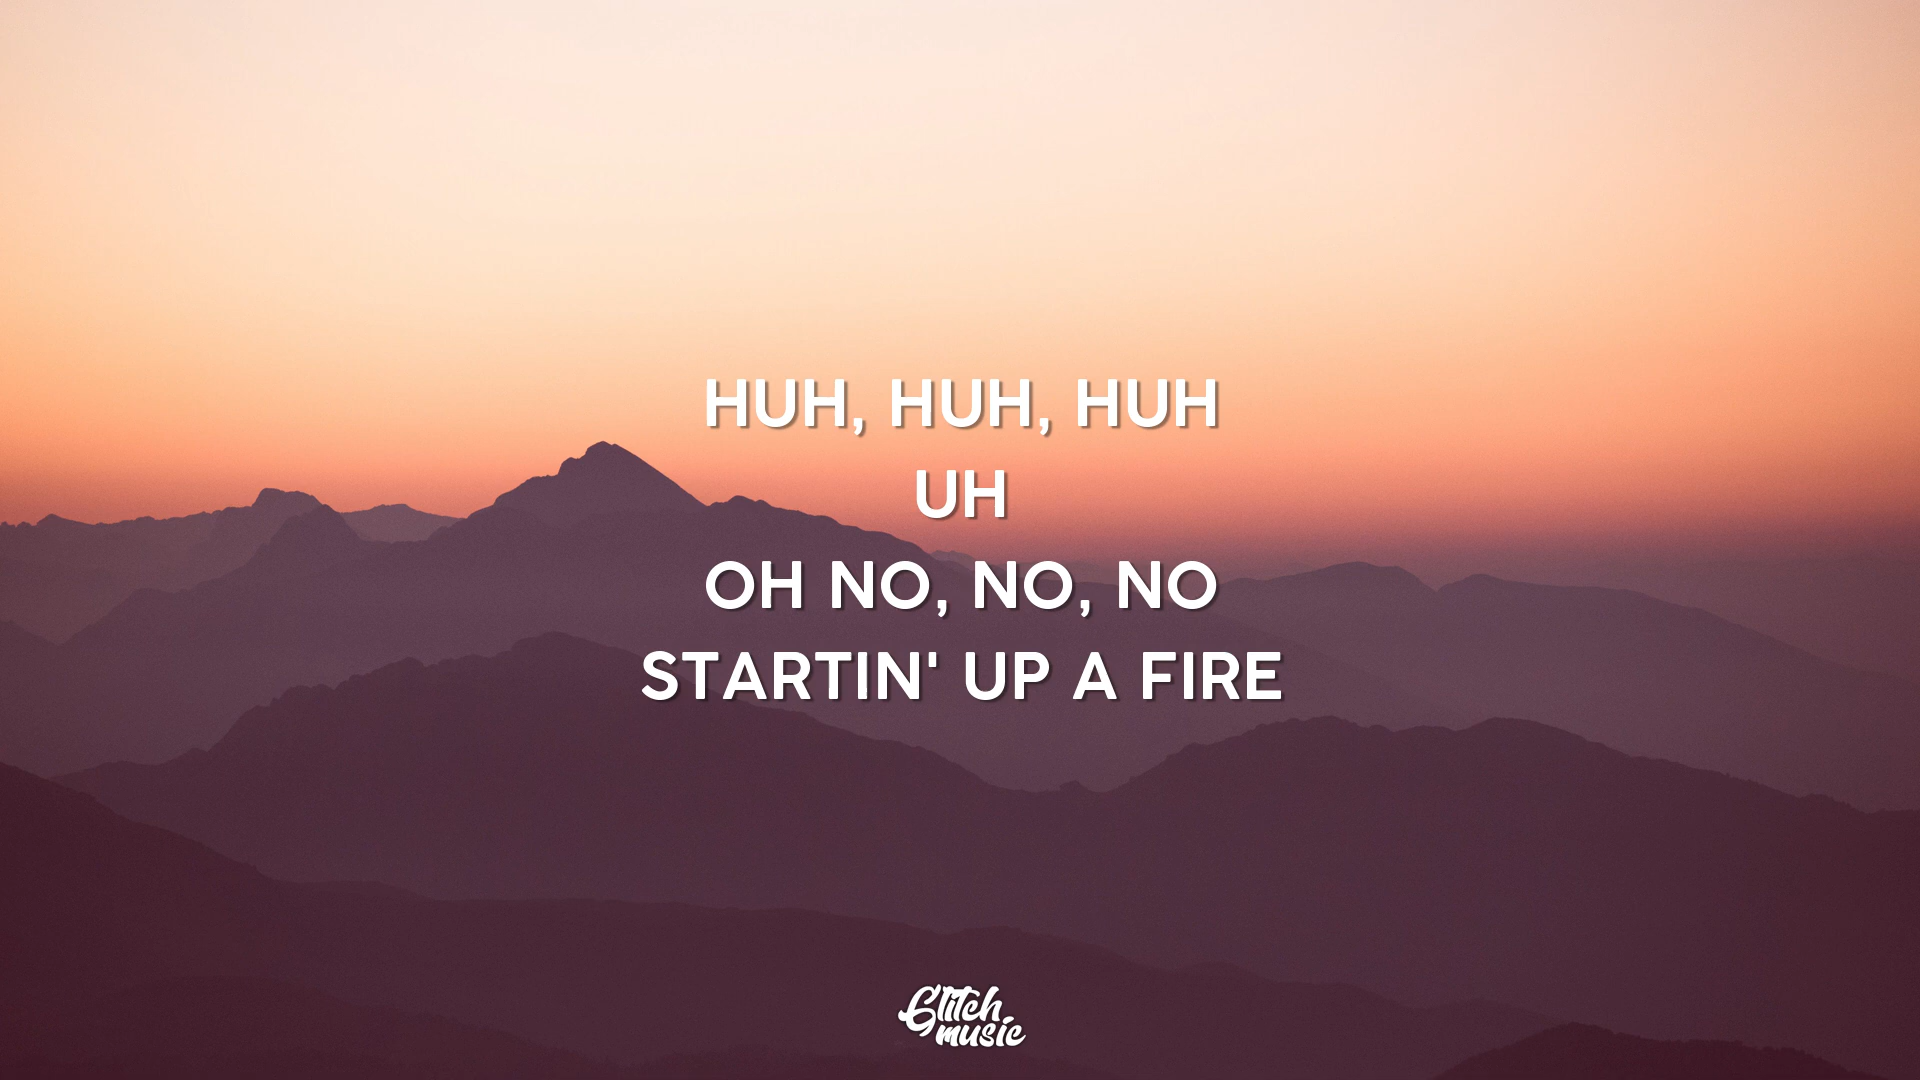 HUH, HUH, HUH
UH
OH NO, NO, NO
STARTIN' UP A FIRE
Glitch
music